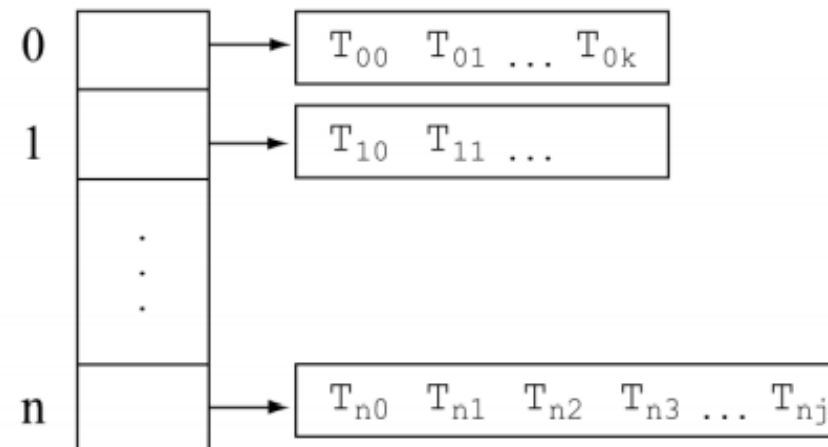 0 T₀₀ T₀₁ ... T₀ₖ
1 T₁₀ T₁₁ ...
.
.
.
n Tₙ₀ Tₙ₁ Tₙ₂ Tₙ₃ ... Tₙⱼ